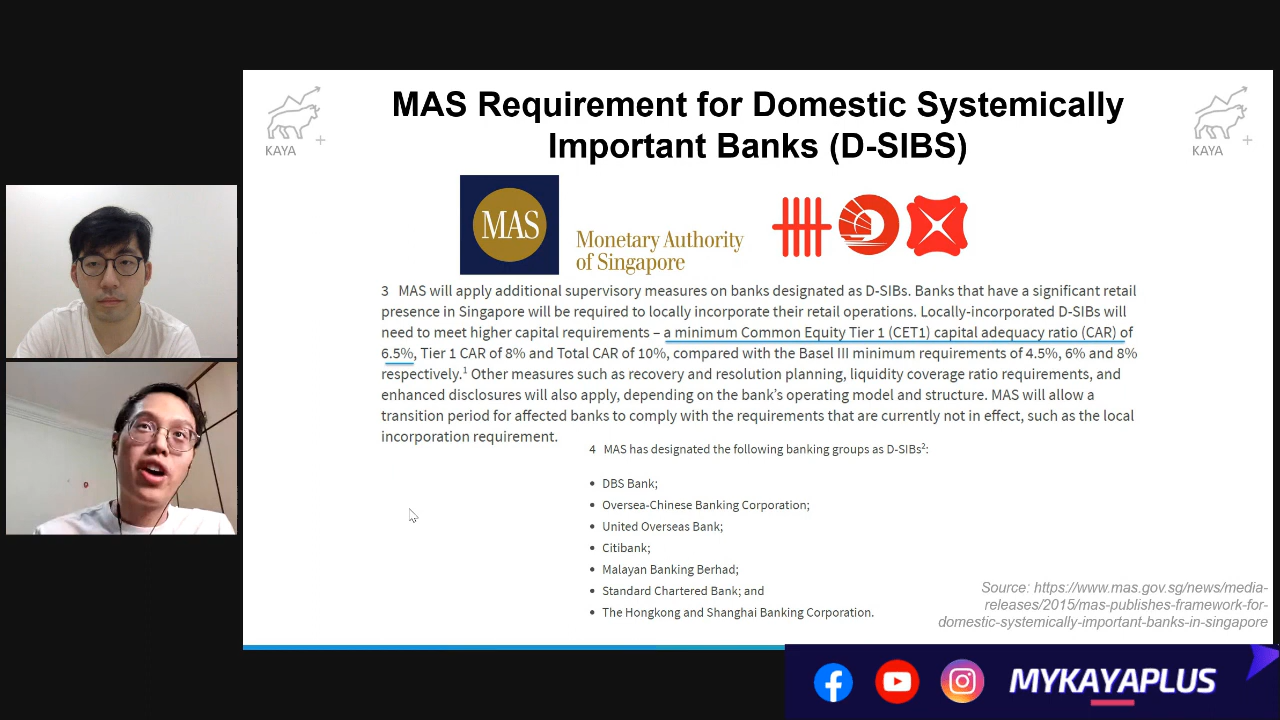 MAS Requirement for Domestic Systemically
Important Banks (D-SIBS)
KAYA
KAYA
MAS
Monetary Authority
of Singapore
3 MAS will apply additional supervisory measures on banks designated as D-SIBs. Banks that have a significant retail
presence in Singapore will be required to locally incorporate their retail operations. Locally-incorporated D-SIBs will
need to meet higher capital requirements – a minimum Common Equity Tier 1 (CET1) capital adequacy ratio (CAR) of
6.5%, Tier 1 CAR of 8% and Total CAR of 10%, compared with the Basel III minimum requirements of 4.5%, 6% and 8%
respectively.1 Other measures such as recovery and resolution planning, liquidity coverage ratio requirements, and
enhanced disclosures will also apply, depending on the bank's operating model and structure. MAS will allow a
transition period for affected banks to comply with the requirements that are currently not in effect, such as the local
incorporation requirement.
4 MAS has designated the following banking groups as D-SIBs2:
• DBS Bank;
• Oversea-Chinese Banking Corporation;
• United Overseas Bank;
• Citibank;
• Malayan Banking Berhad;
• Standard Chartered Bank; and
• The Hongkong and Shanghai Banking Corporation.
Source: https://www.mas.gov.sg/news/media-
releases/2015/mas-publishes-framework-for-
domestic-systemically-important-banks-in-singapore
MYKAYAPLUS